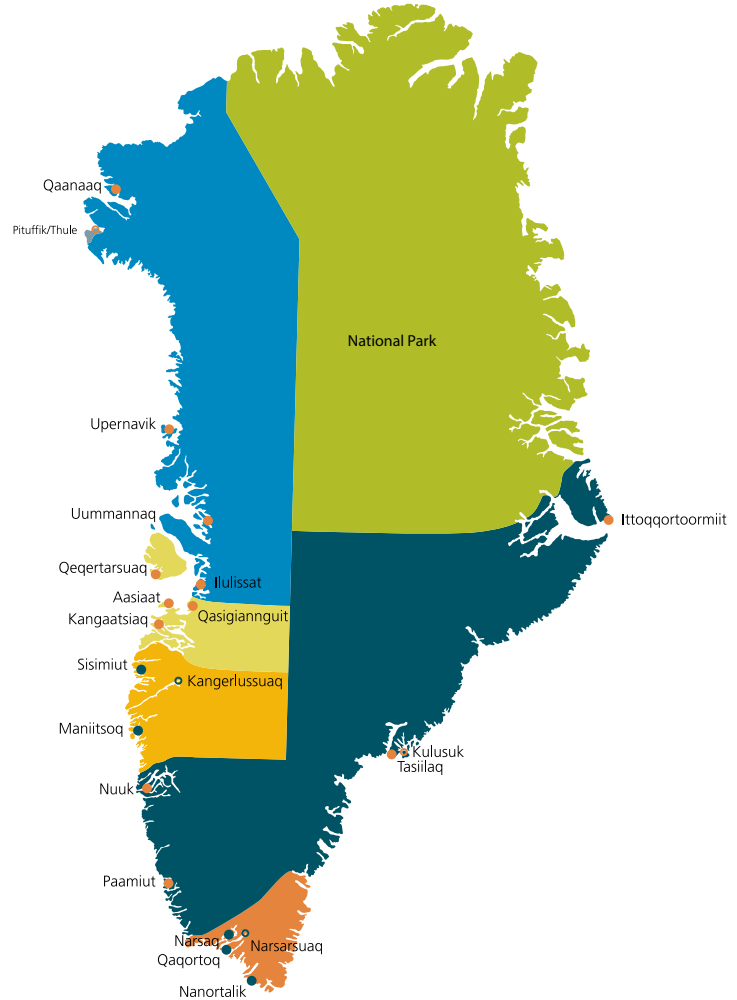 Qaanaaq
Pituffik/Thule
National Park
Upernavik
Uummannaq
Ittoqqortoormiit
Qeqertarsuaq
Ilulissat
Aasiaat
Qasigiannguit
Kangaatsiaq
Sisimiut
Kangerlussuaq
Maniitsoq
Kulusuk
Tasiilaq
Nuuk
Paamiut
Narsaq
Narsarsuaq
Qaqortoq
Nanortalik